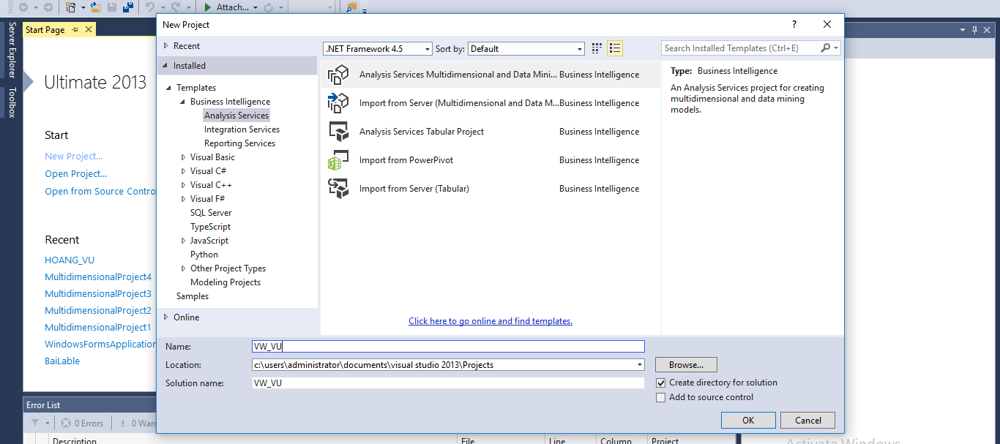 Attach...
Server Explorer
Toolbox
Start Page
Ultimate 2013
Start
New Project...
Open Project...
Open from Source Contro
Recent
HOANG_VU
MultidimensionalProject4
MultidimensionalProject3
MultidimensionalProject2
MultidimensionalProject1
WindowsFormsApplication
BaiLable
New Project
?
Recent
Installed
Templates
Business Intelligence
Analysis Services
Integration Services
Reporting Services
Visual Basic
Visual C#
Visual C++
Visual F#
SQL Server
TypeScript
JavaScript
Python
Other Project Types
Modeling Projects
Samples
Online
.NET Framework 4.5
Sort by: Default
Search Installed Templates (Ctrl+E)
Analysis Services Multidimensional and Data Mini... Business Intelligence
Import from Server (Multidimensional and Data M... Business Intelligence
Analysis Services Tabular Project Business Intelligence
Import from PowerPivot Business Intelligence
Import from Server (Tabular) Business Intelligence
Click here to go online and find templates.
Type: Business Intelligence
An Analysis Services project for creating
multidimensional and data mining
models.
Name: VW_VU
Location: c:\users\administrator\documents\visual studio 2013\Projects
Browse...
Solution name: VW_VU
Create directory for solution
Add to source control
OK
Cancel
Error List
0 Errors
0 Warr
Description
File
Line
Column
Project
Activate Windows